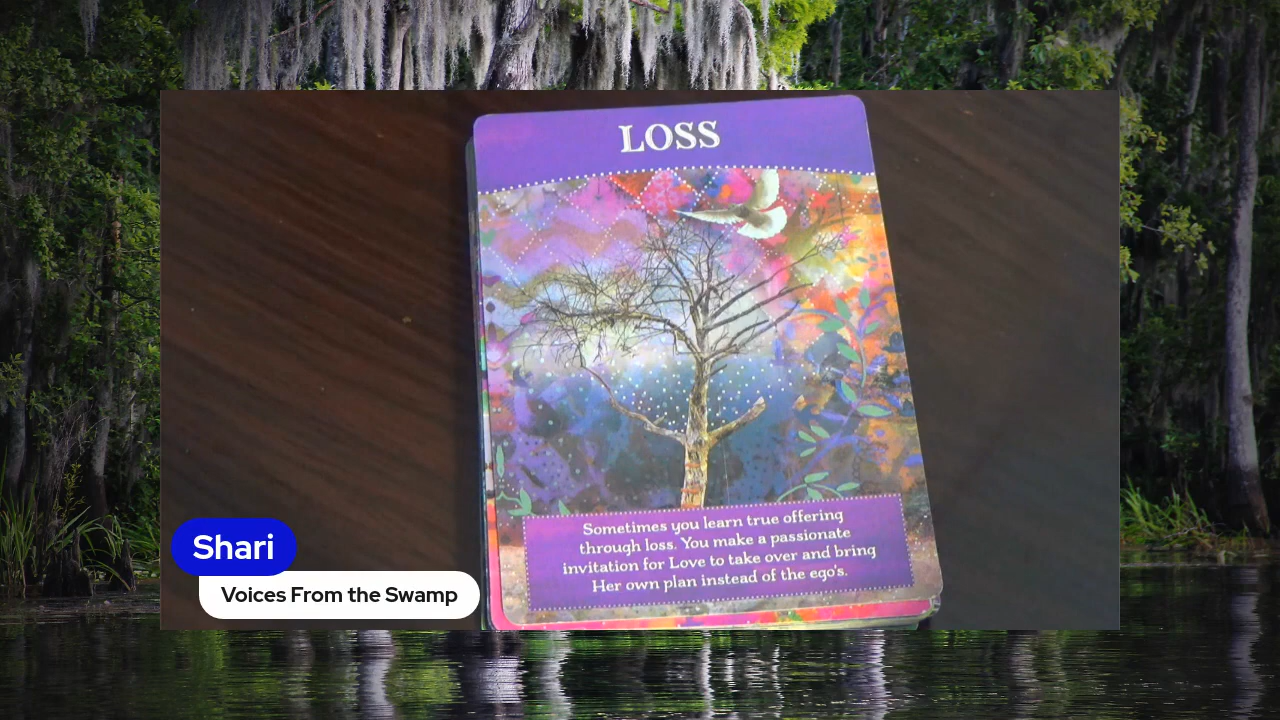 LOSS
Sometimes you learn true offering
through loss. You make a passionate
invitation for Love to take over and bring
Her own plan instead of the ego's.
Shari
Voices From the Swamp